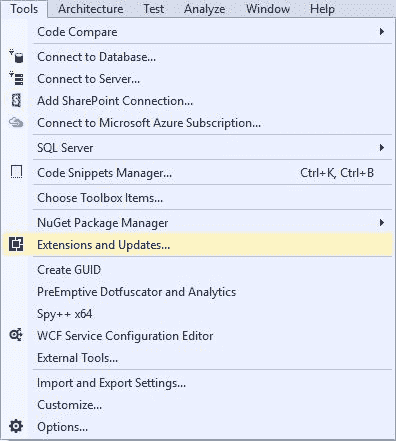 Tools Architecture Test Analyze Window Help
Code Compare
Connect to Database...
Connect to Server...
Add SharePoint Connection...
Connect to Microsoft Azure Subscription...
SQL Server
Code Snippets Manager... Ctrl+K, Ctrl+B
Choose Toolbox Items...
NuGet Package Manager
Extensions and Updates...
Create GUID
PreEmptive Dotfuscator and Analytics
Spy++ x64
WCF Service Configuration Editor
External Tools...
Import and Export Settings...
Customize...
Options...